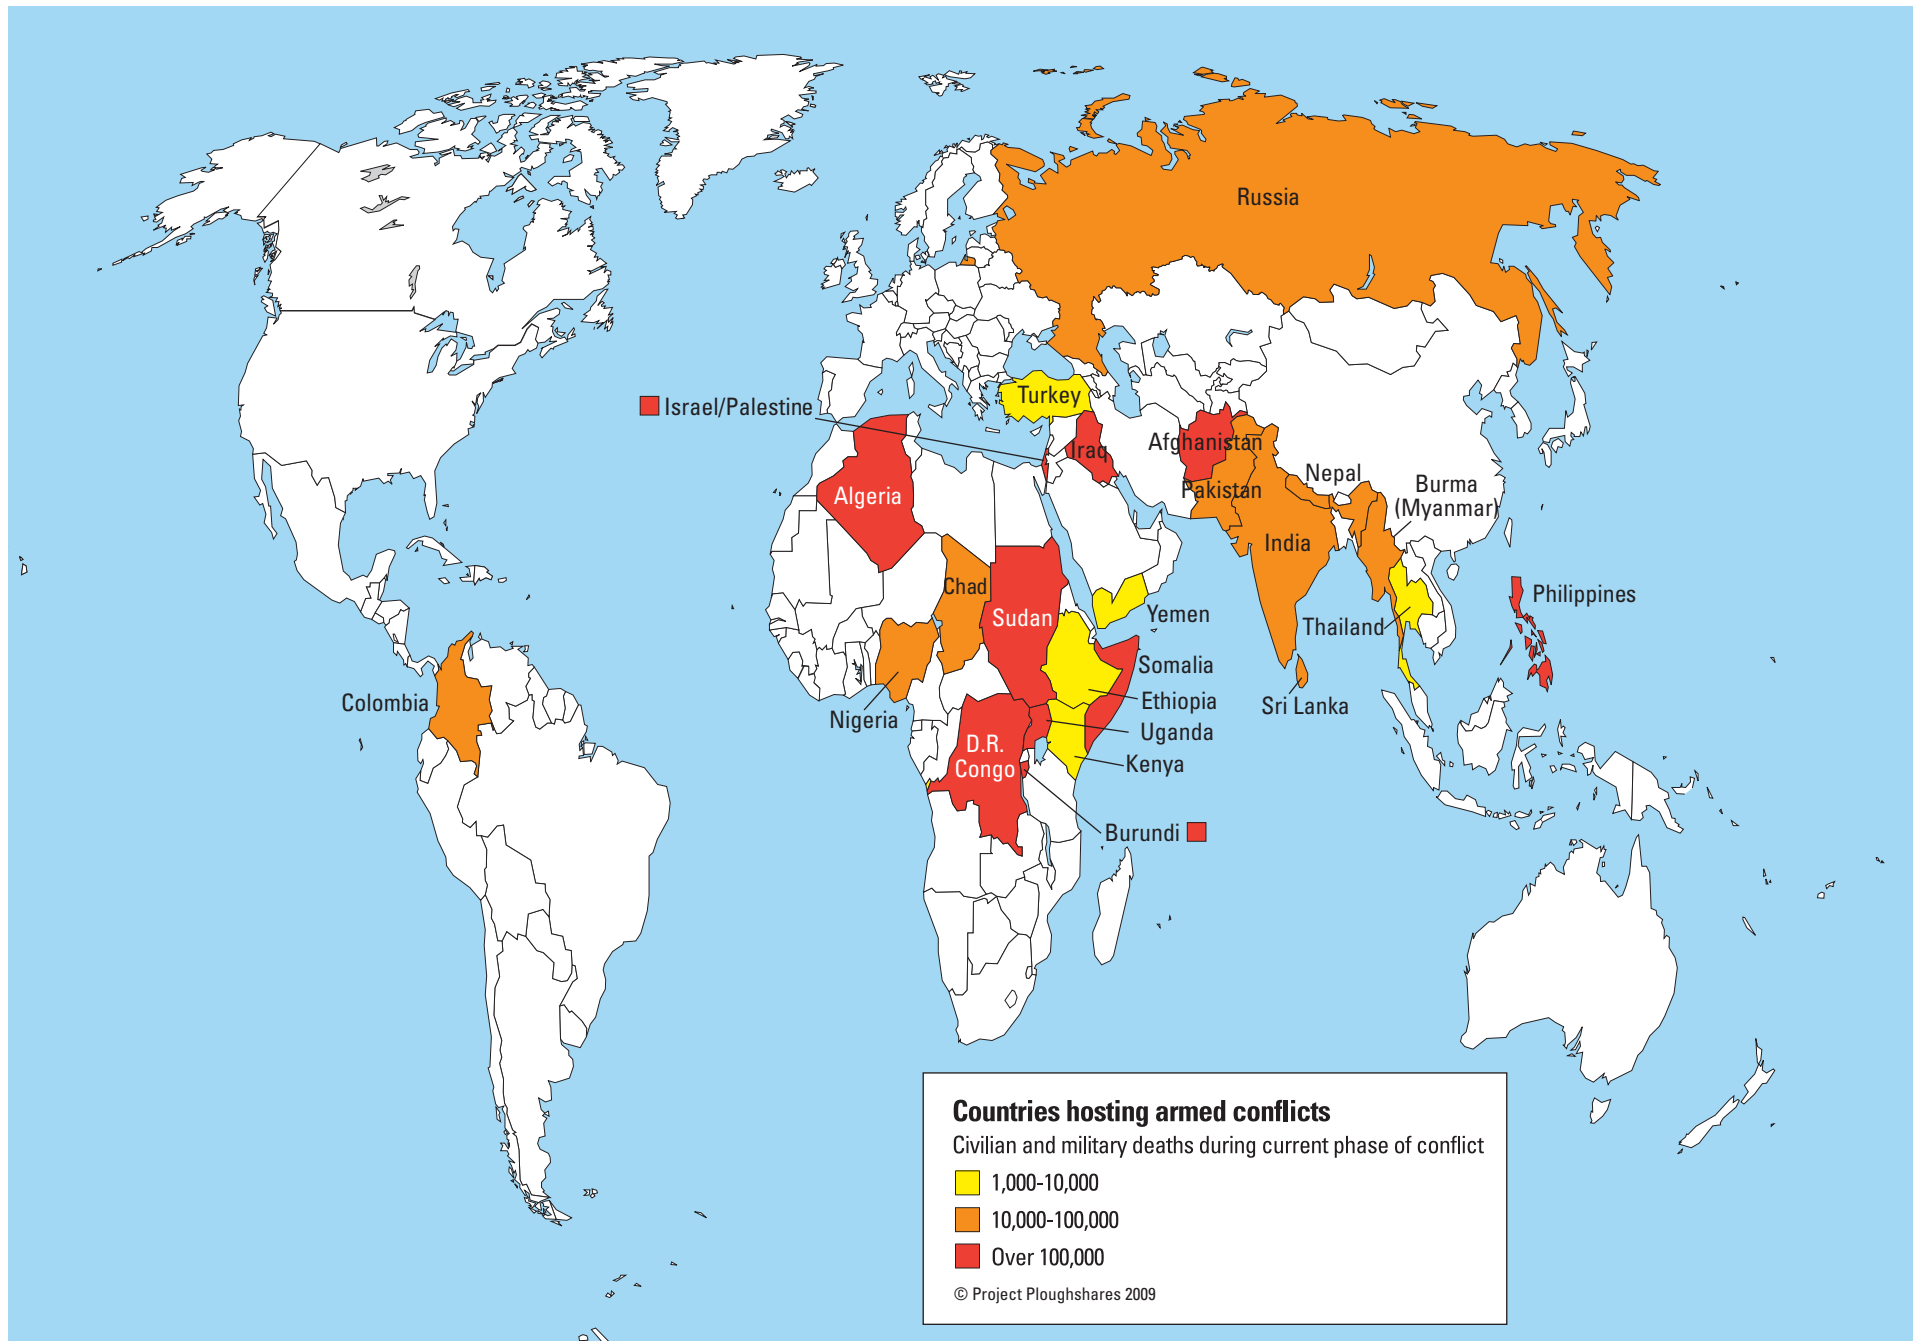 Russia
Turkey
Israel/Palestine
Iraq
Afghanistan
Pakistan
Nepal
Burma
(Myanmar)
Algeria
India
Chad
Sudan
Yemen
Philippines
Thailand
Somalia
Colombia
Nigeria
Ethiopia
Sri Lanka
Uganda
D.R.
Congo
Kenya
Burundi
Countries hosting armed conflicts
Civilian and military deaths during current phase of conflict
1,000-10,000
10,000-100,000
Over 100,000
© Project Ploughshares 2009